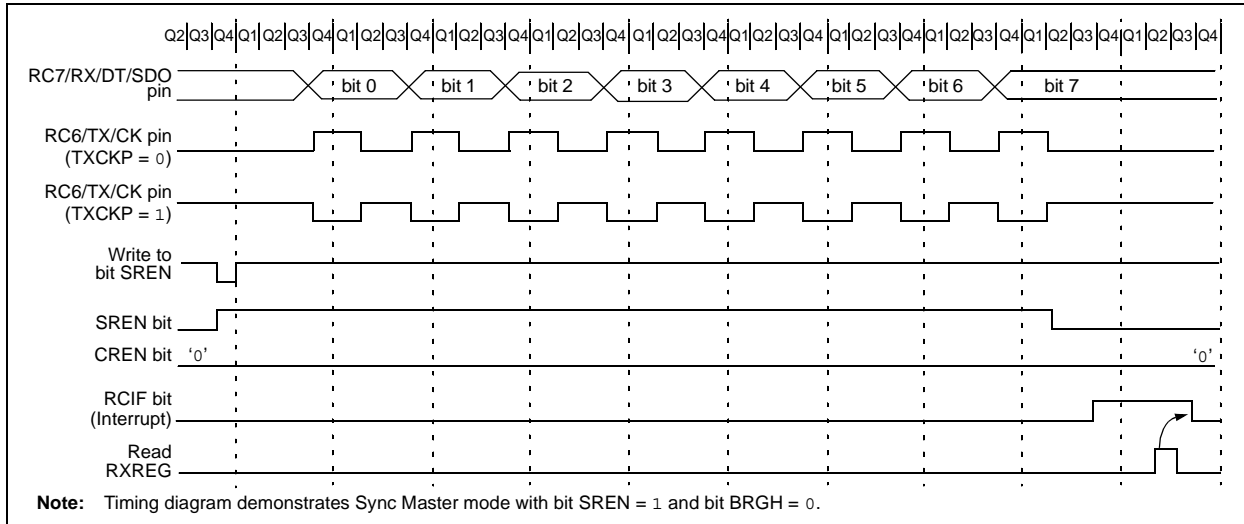 Q2 Q3 Q4 Q1 Q2 Q3 Q4 Q1 Q2 Q3 Q4 Q1 Q2 Q3 Q4 Q1 Q2 Q3 Q4 Q1 Q2 Q3 Q4 Q1 Q2 Q3 Q4 Q1 Q2 Q3 Q4 Q1 Q2 Q3 Q4 Q1 Q2 Q3 Q4 Q1 Q2 Q3 Q4
RC7/RX/DT/SDO
pin
bit 0 bit 1 bit 2 bit 3 bit 4 bit 5 bit 6 bit 7
RC6/TX/CK pin
(TXCKP = 0)
RC6/TX/CK pin
(TXCKP = 1)
Write to
bit SREN
SREN bit
CREN bit ‘0’ ‘0’
RCIF bit
(Interrupt)
Read
RXREG
Note: Timing diagram demonstrates Sync Master mode with bit SREN = 1 and bit BRGH = 0.